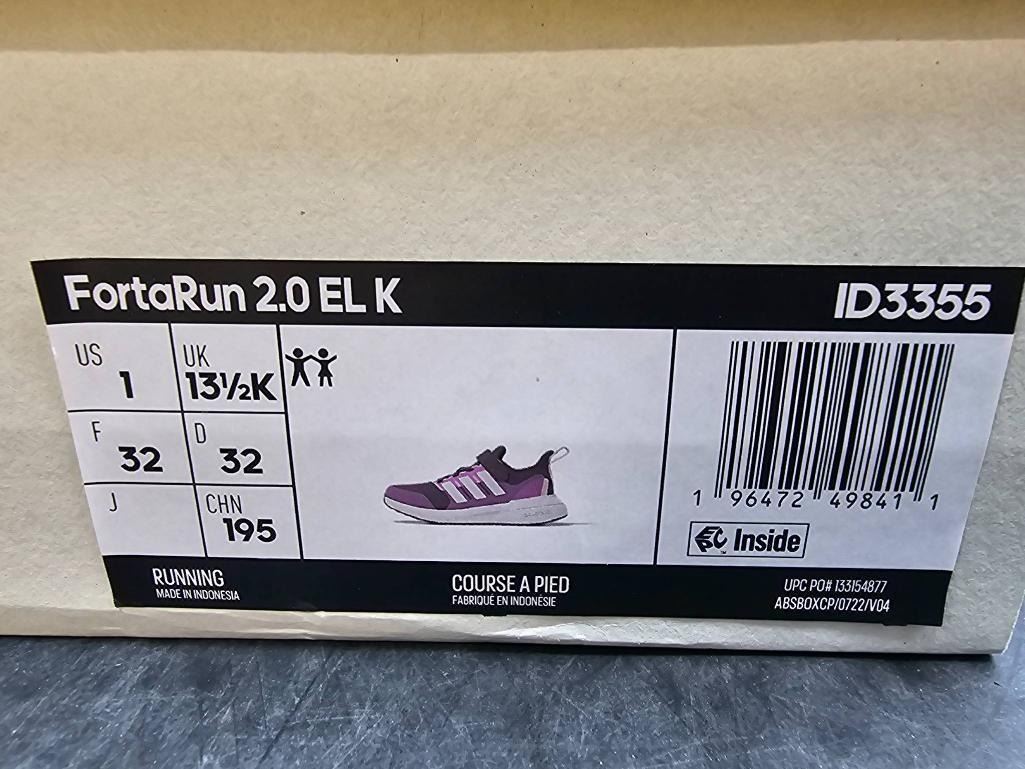 FortaRun 2.0 EL K
ID3355
US 1
UK 13½K
F 32
D 32
J
CHN 195
1 96472 49841 1
EPC Inside
RUNNING
MADE IN INDONESIA
COURSE A PIED
FABRIQUÉ EN INDONÉSIE
UPC PO# 133154877
ABSBOXCP/0722/V04